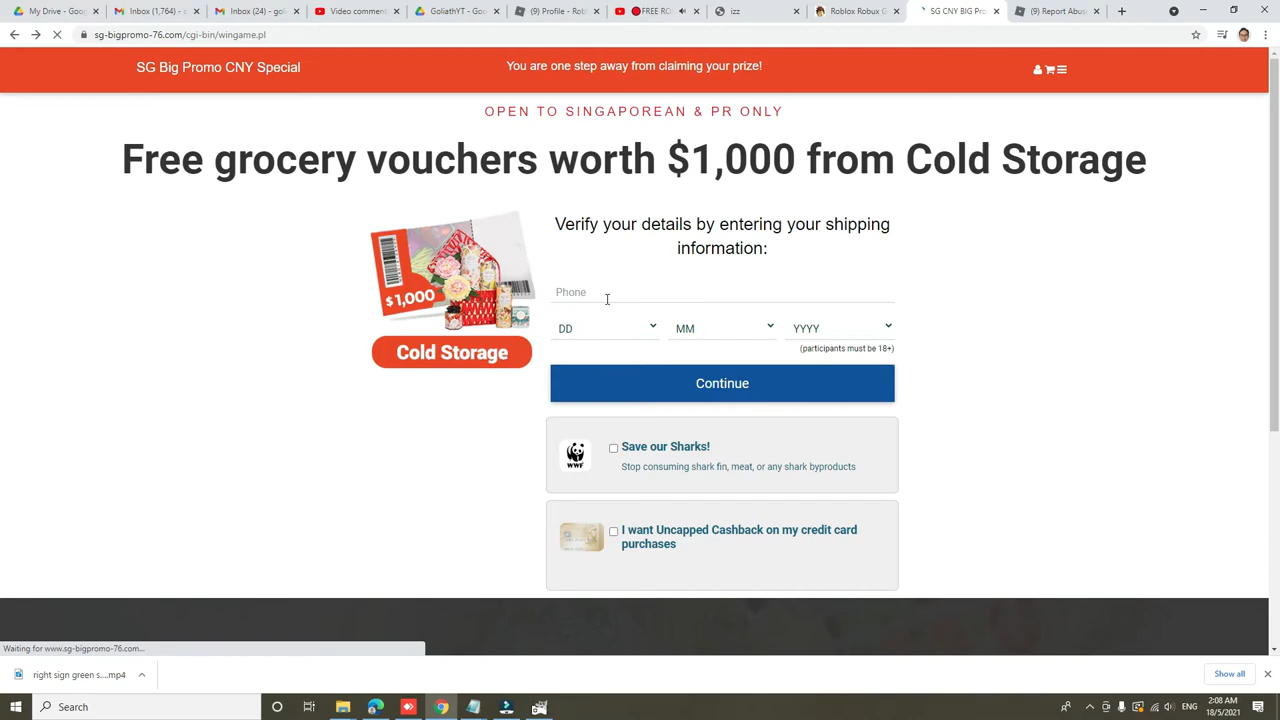 My Drive - Goog
Inbox (1,764) - c
Inbox (24) - gol
Video comment
GoliathYT - Goo
(9) Profile - Rob
FREE RO
izz
Roblox Robux G
SG CNY BIG Pro
(9) Report Abus
sg-bigpromo-76.com/cgi-bin/wingame.pl
SG Big Promo CNY Special
You are one step away from claiming your prize!
OPEN TO SINGAPOREAN & PR ONLY
Free grocery vouchers worth $1,000 from Cold Storage
$1,000
Cold Storage
Verify your details by entering your shipping
information:
Phone
DD
MM
YYYY
(participants must be 18+)
Continue
WWF
Save our Sharks!
Stop consuming shark fin, meat, or any shark byproducts
I want Uncapped Cashback on my credit card
purchases
Waiting for www.sg-bigpromo-76.com...
right sign green s....mp4
Show all
Search
ENG
2:08 AM
18/5/2021